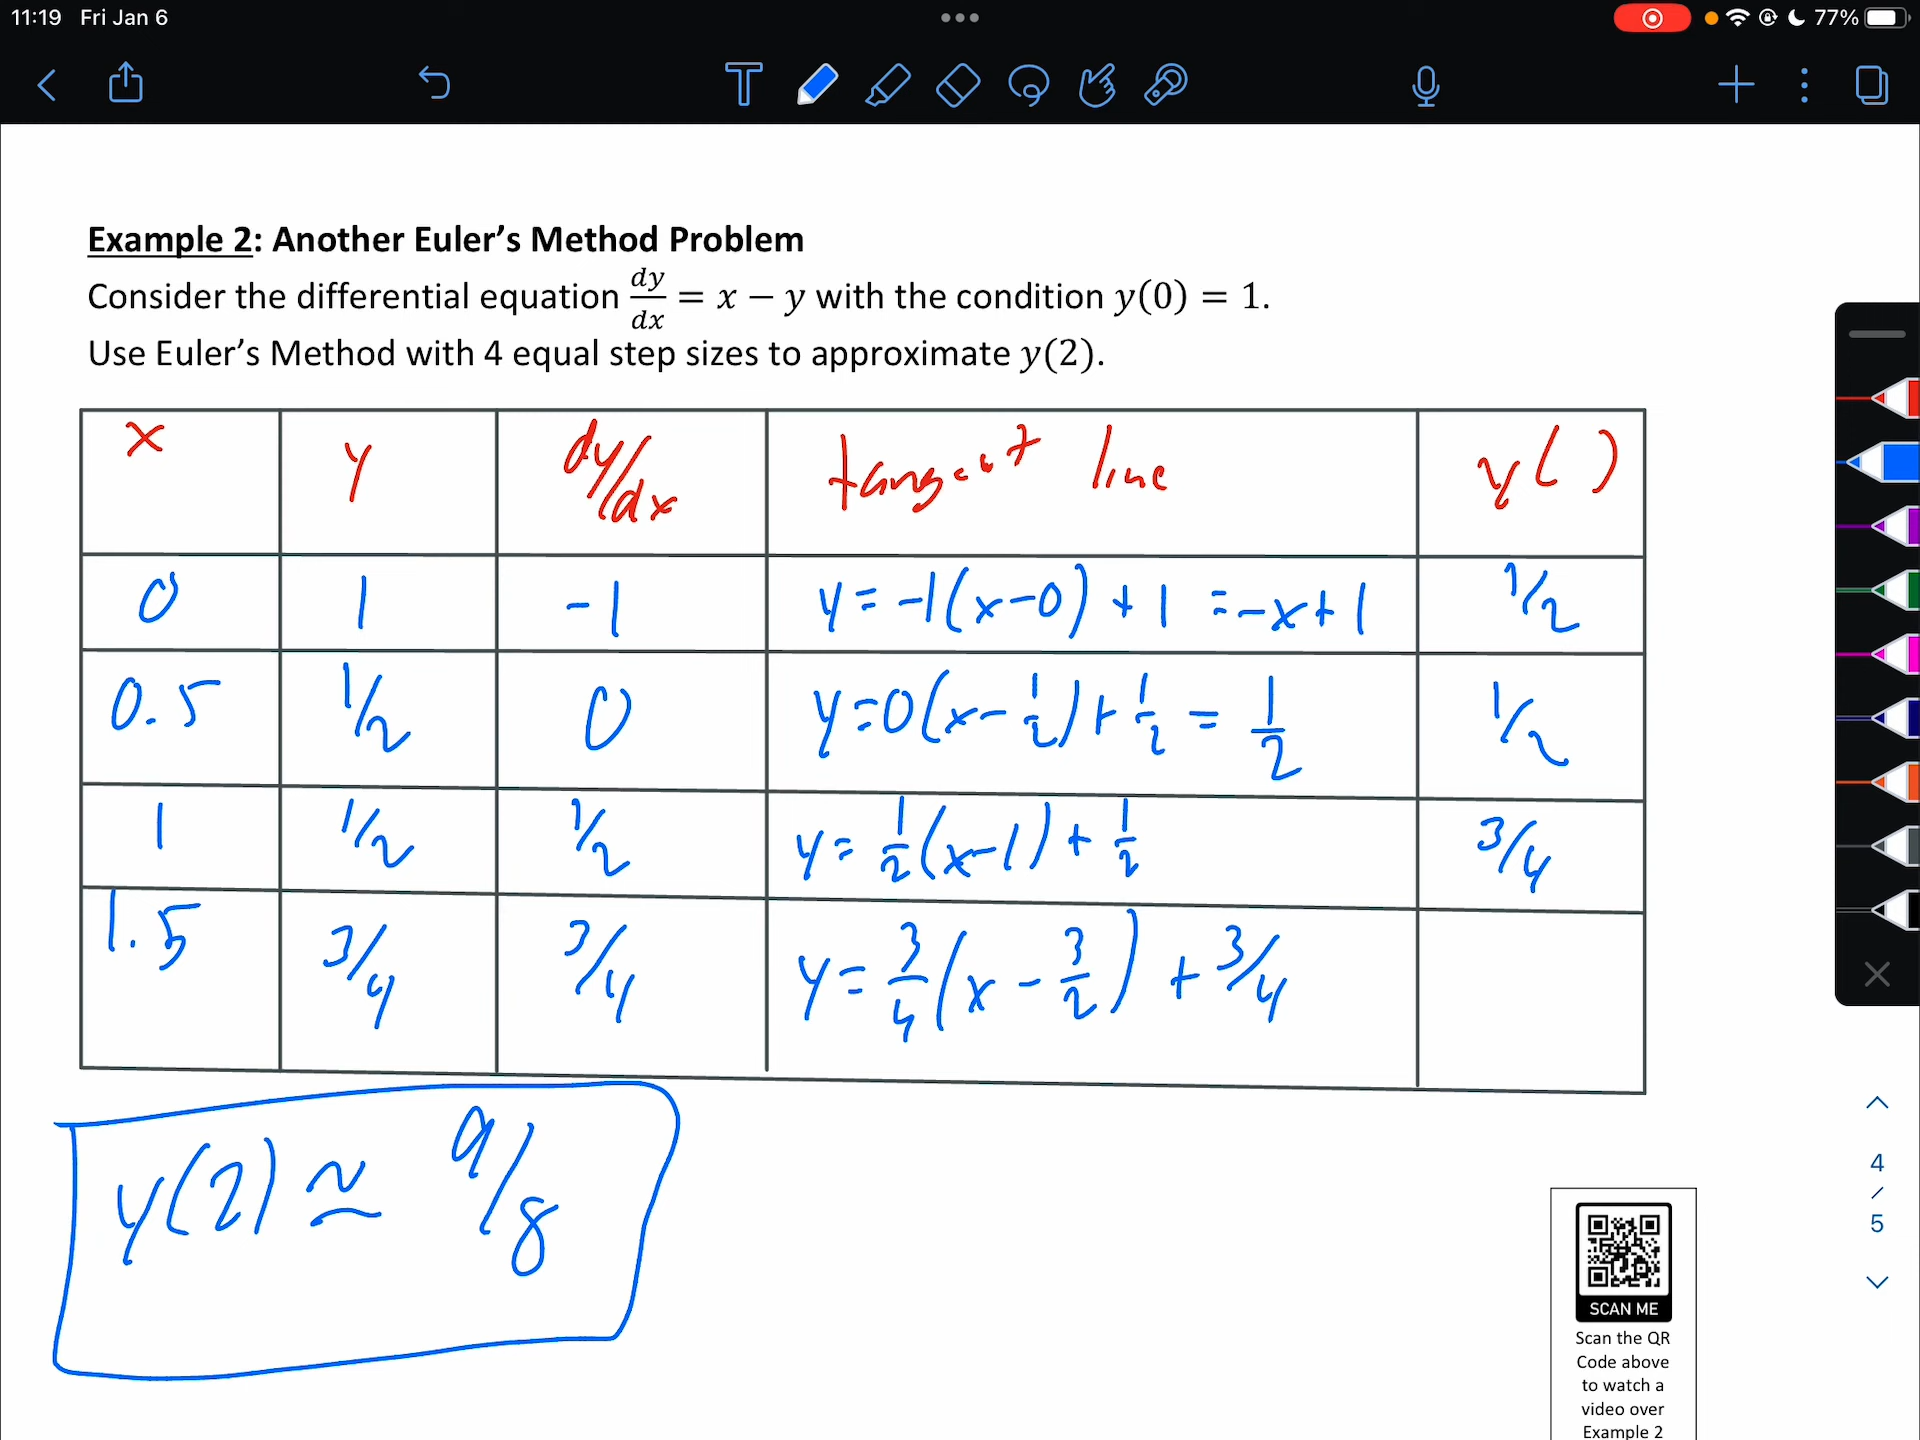 11:19 Fri Jan 6
77%
Example 2: Another Euler’s Method Problem
Consider the differential equation dy/dx = x − y with the condition y(0) = 1.
Use Euler’s Method with 4 equal step sizes to approximate y(2).
x y dy/dx tangent line y( )
0 1 -1 y = -1(x-0) + 1 = -x + 1 1/2
0.5 1/2 0 y=0(x-1/2)+1/2 = 1/2 1/2
1 1/2 1/2 y = 1/2(x-1) + 1/2 3/4
1.5 3/4 3/4 y = 3/4(x - 3/2) + 3/4
y(2) ≃ 9/8
4
/
5
SCAN ME
Scan the QR
Code above
to watch a
video over
Example 2